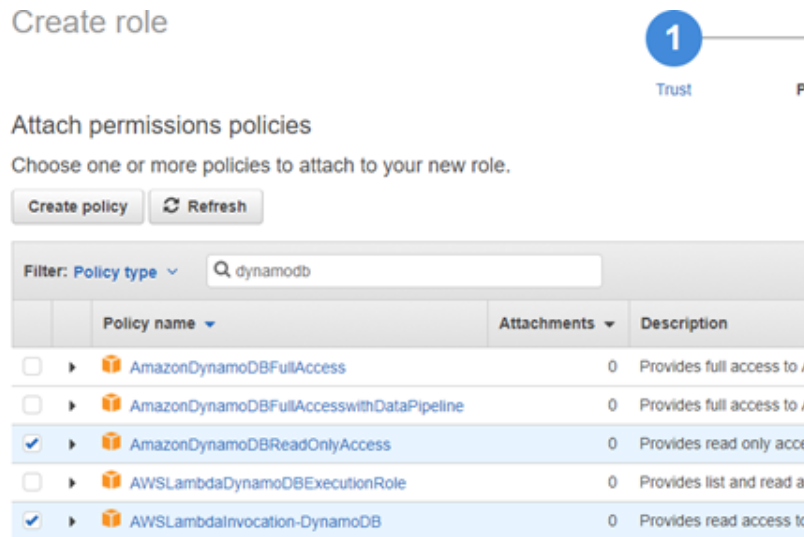 Create role
1
Trust
P
Attach permissions policies
Choose one or more policies to attach to your new role.
Create policy Refresh
Filter: Policy type dynamodb
Policy name Attachments Description
AmazonDynamoDBFullAccess 0 Provides full access to
AmazonDynamoDBFullAccesswithDataPipeline 0 Provides full access to
AmazonDynamoDBReadOnlyAccess 0 Provides read only acce
AWSLambdaDynamoDBExecutionRole 0 Provides list and read a
AWSLambdaInvocation-DynamoDB 0 Provides read access to